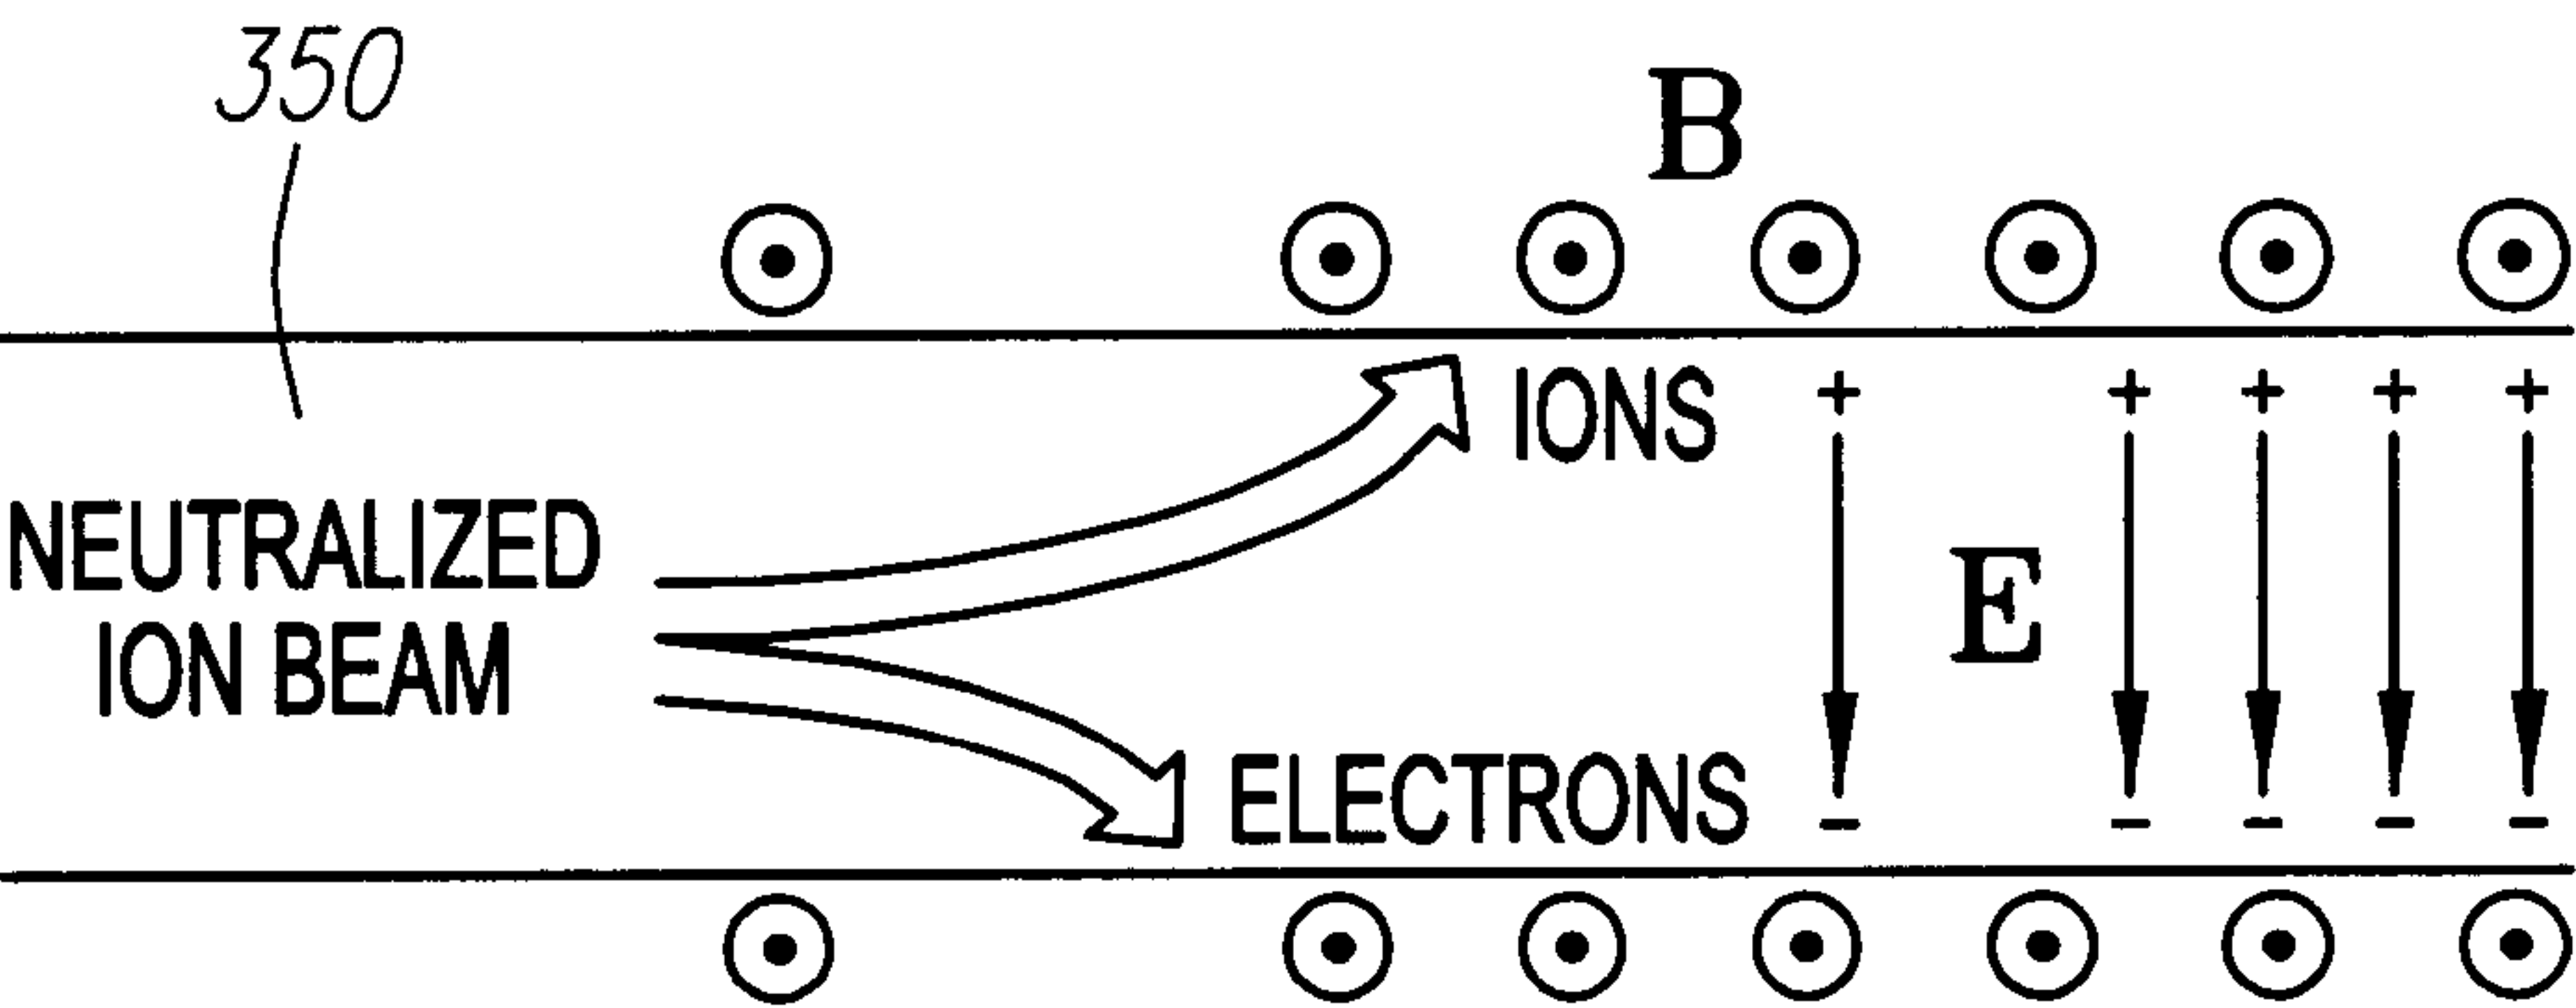 350
B
IONS + + + + +
NEUTRALIZED
ION BEAM
E
ELECTRONS - - - - -